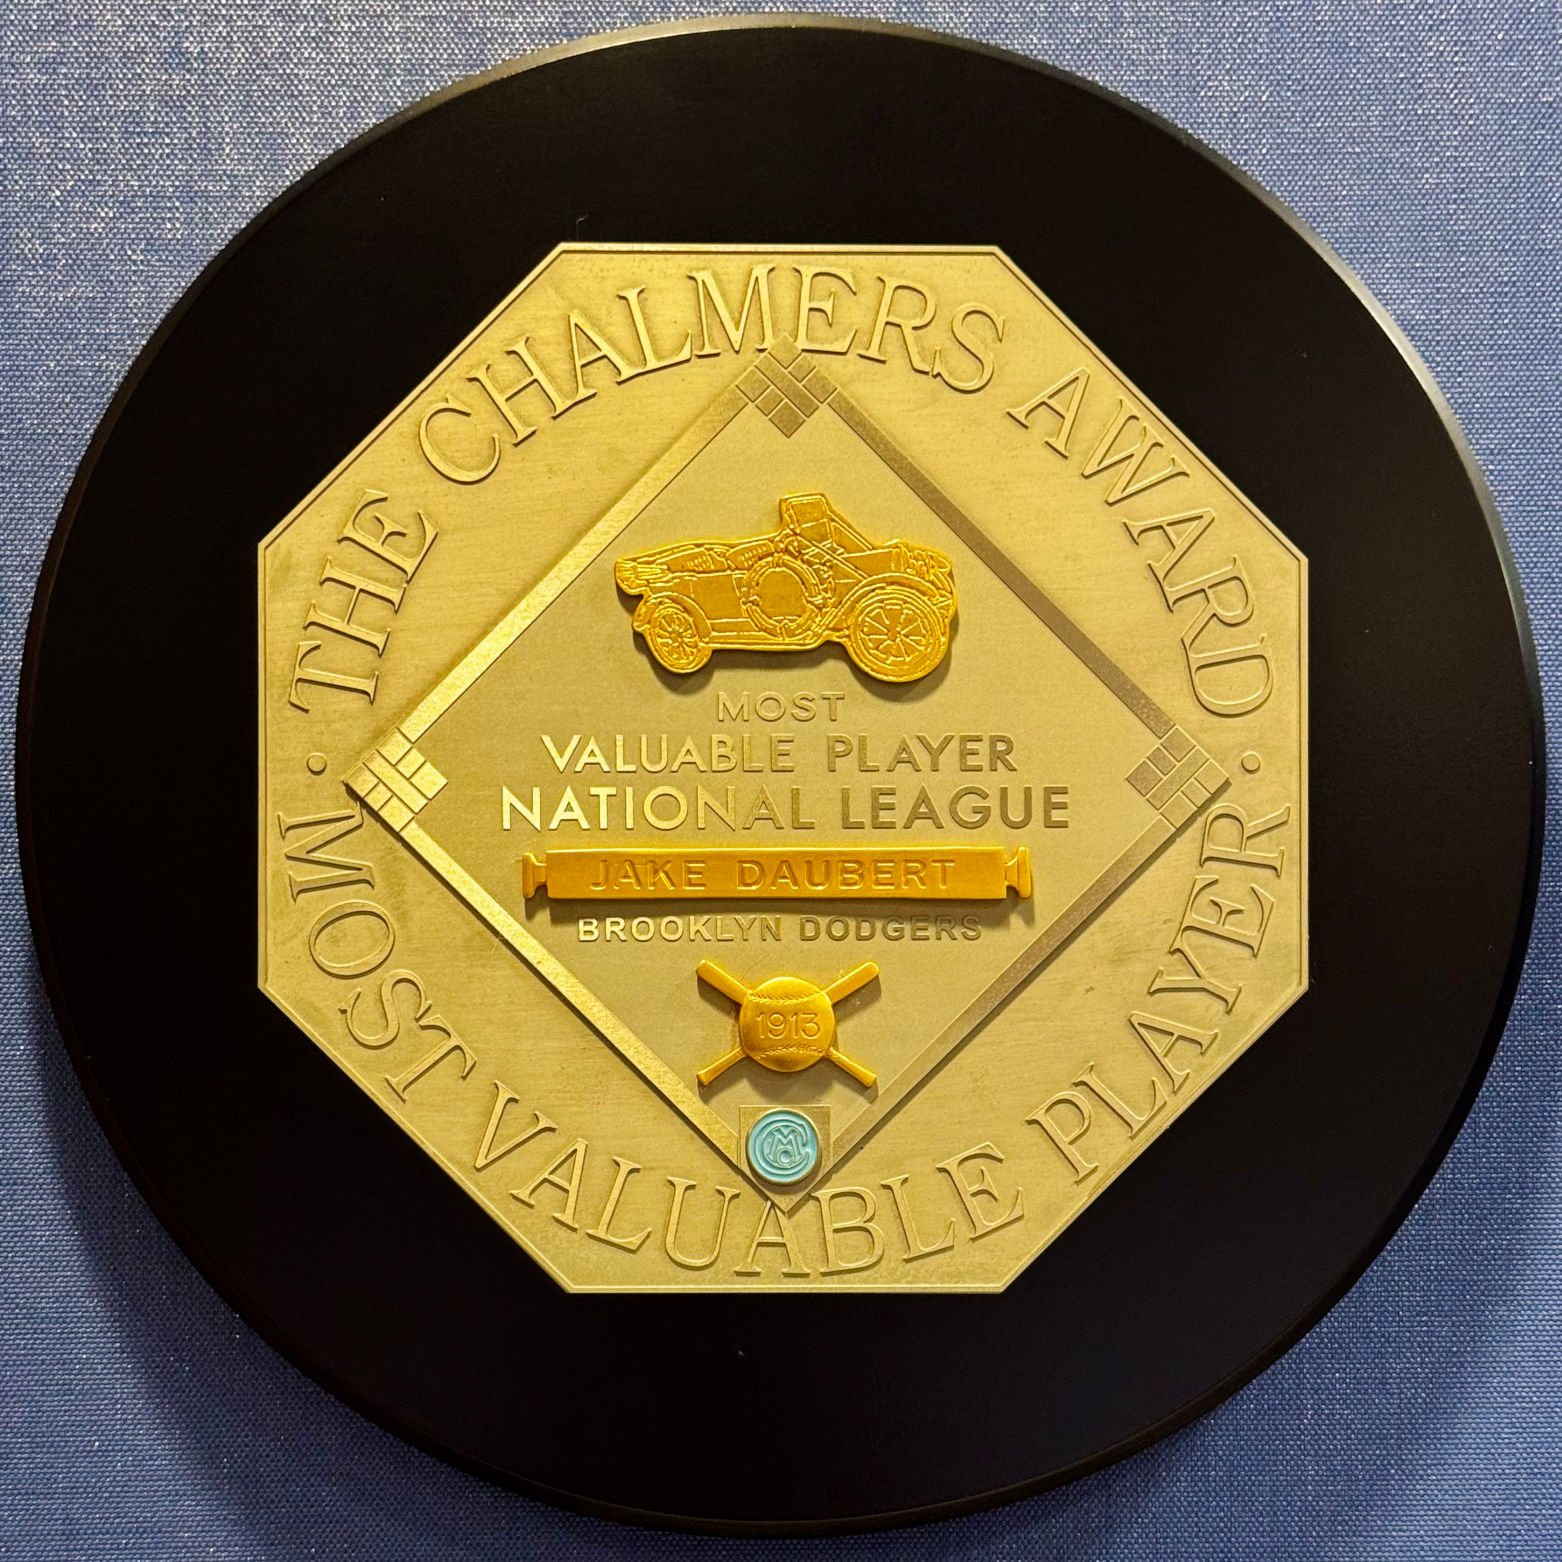 THE CHALMERS AWARD
MOST
VALUABLE PLAYER
NATIONAL LEAGUE
JAKE DAUBERT
BROOKLYN DODGERS
1913
· MOST VALUABLE PLAYER ·